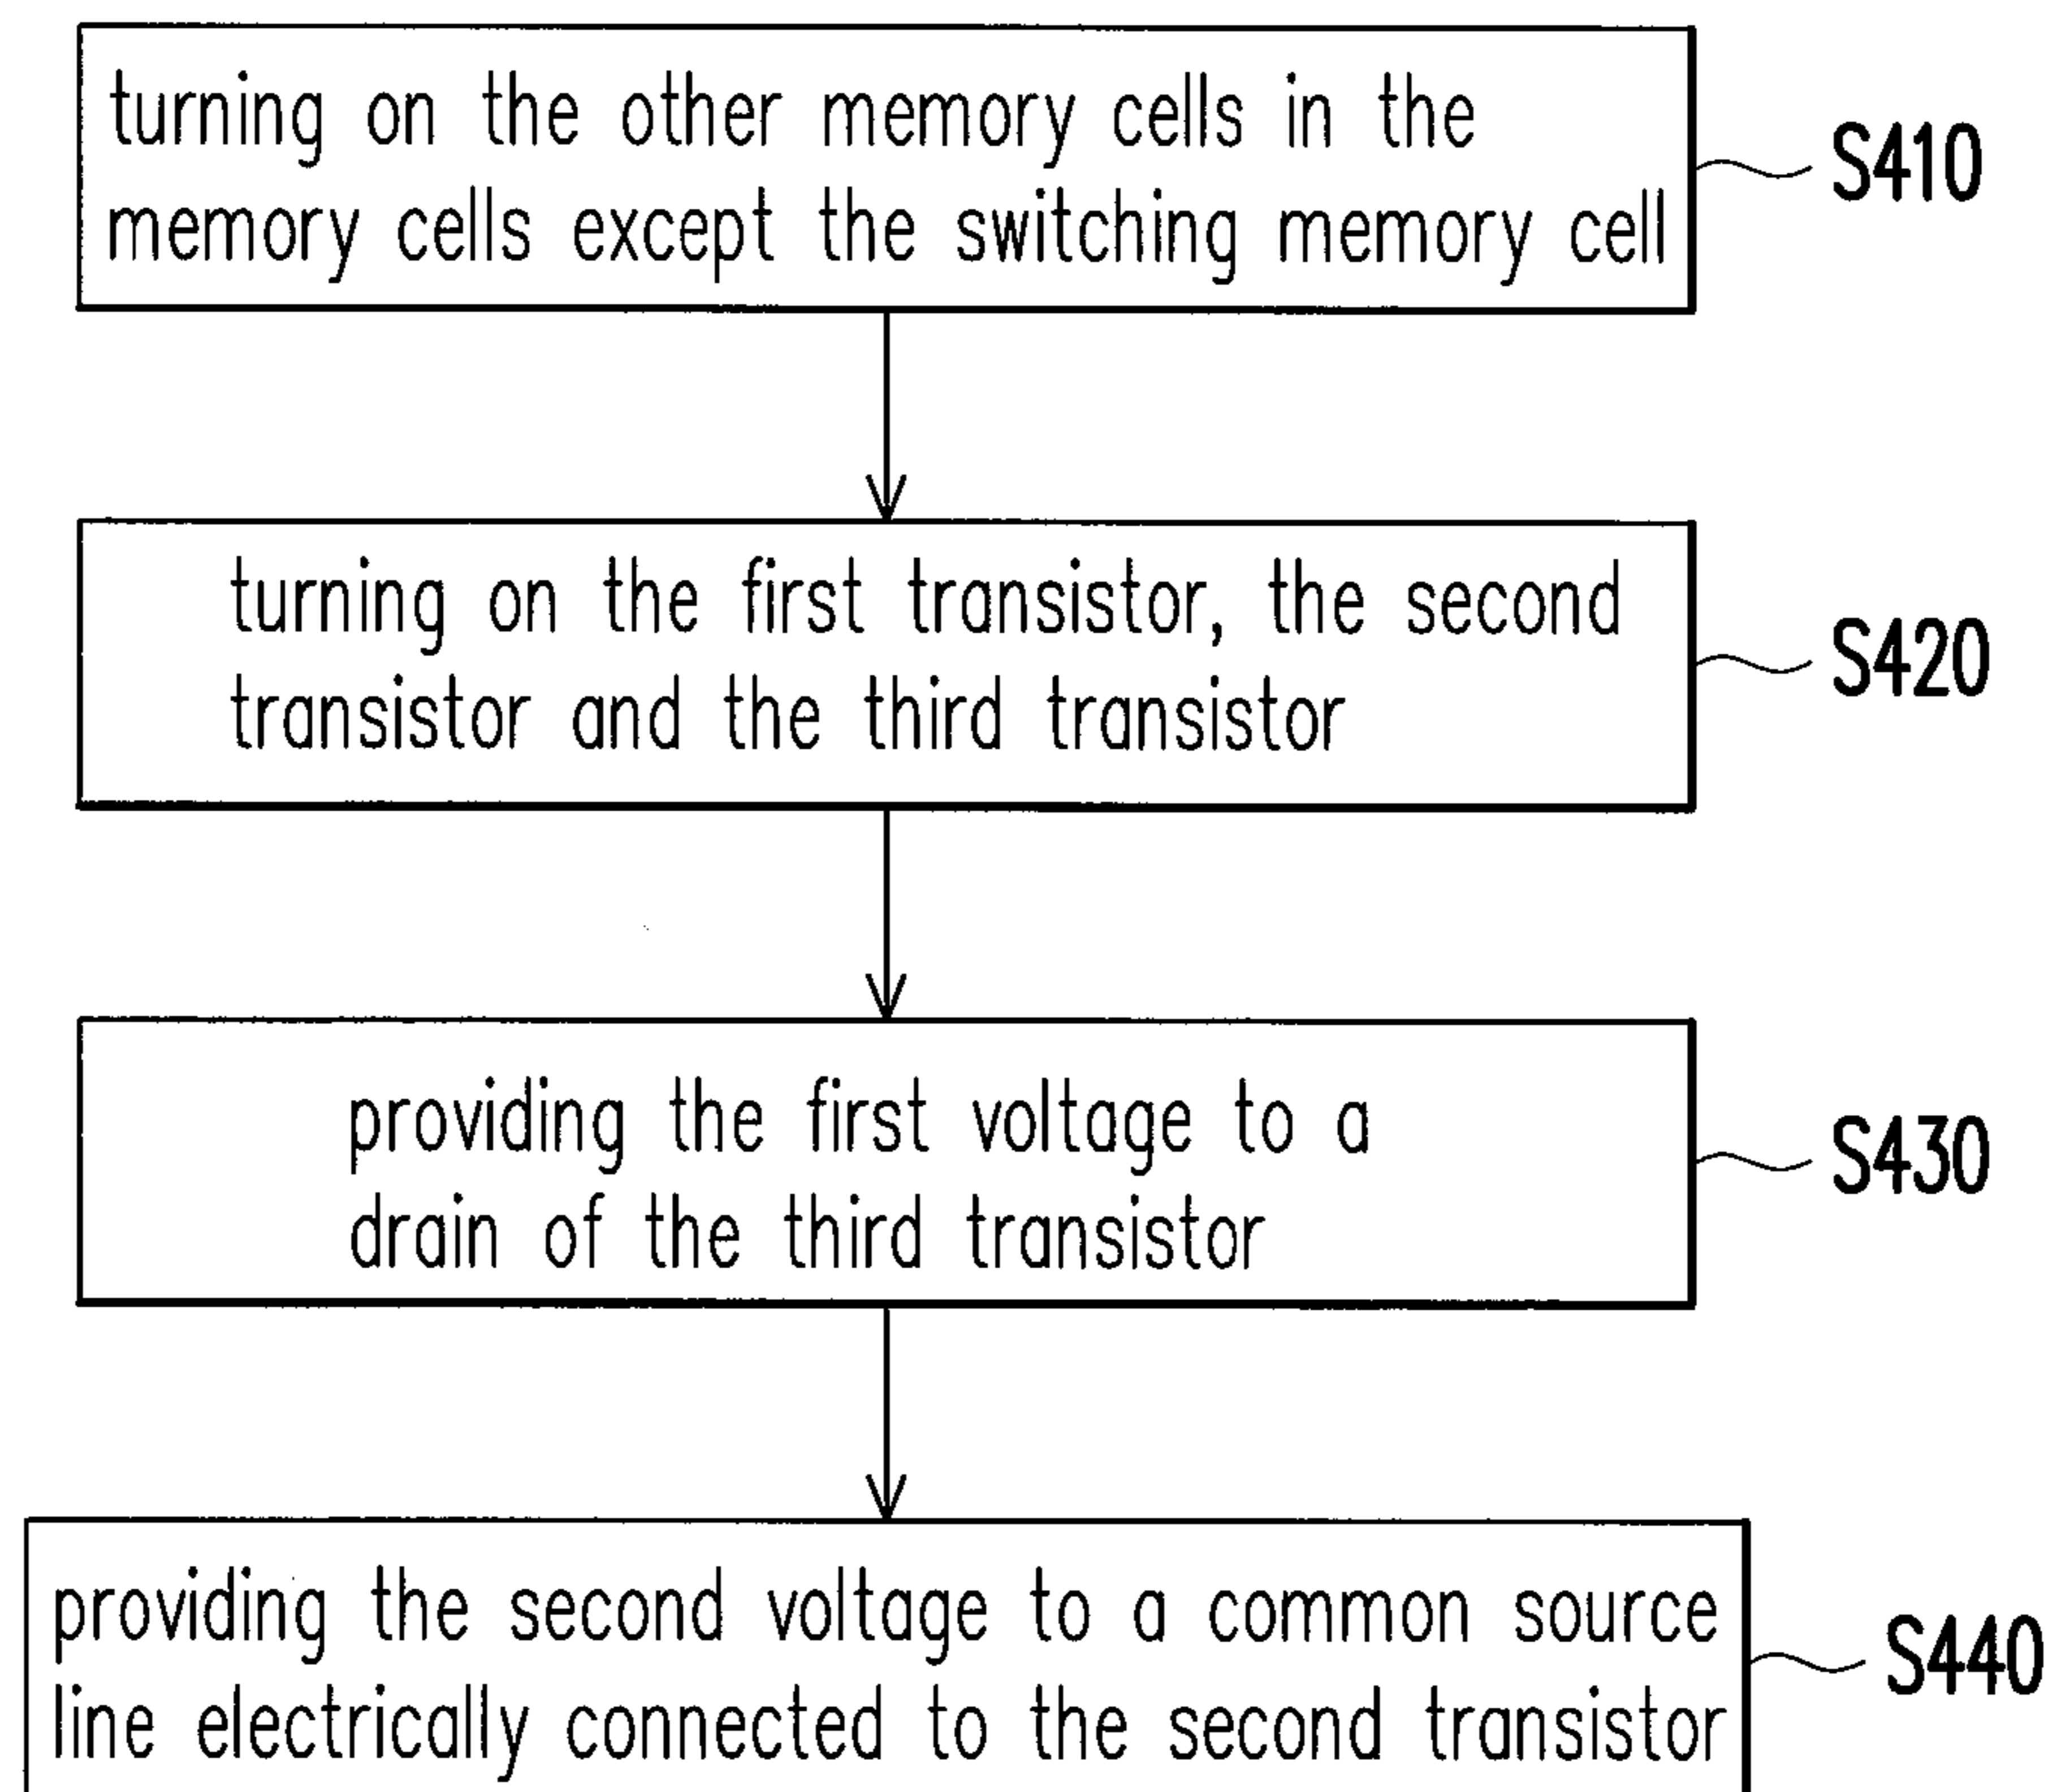 turning on the other memory cells in the
memory cells except the switching memory cell
S410
turning on the first transistor, the second
transistor and the third transistor
S420
providing the first voltage to a
drain of the third transistor
S430
providing the second voltage to a common source
line electrically connected to the second transistor
S440